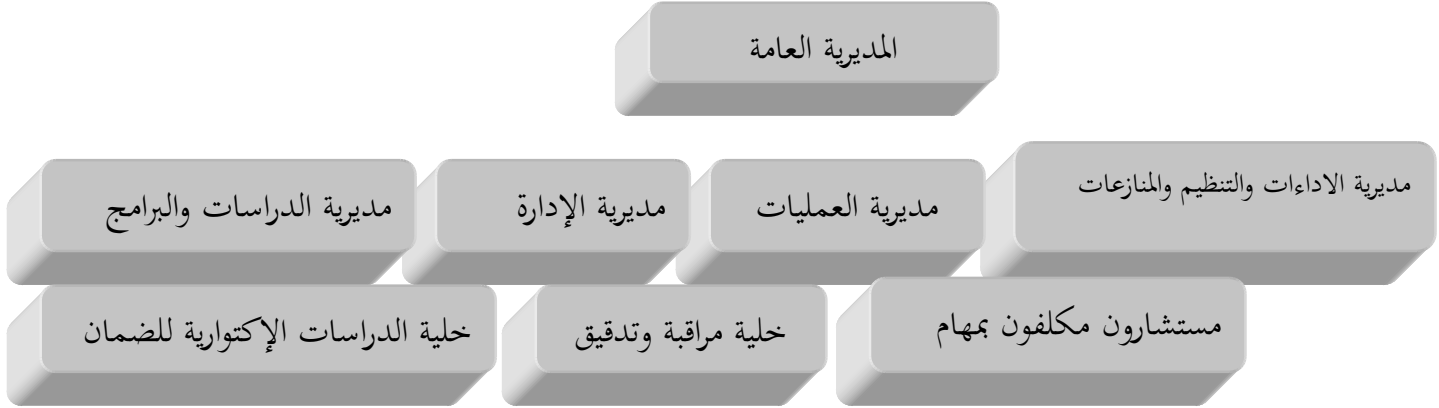 المديرية العامة
مديرية الاداءات والتنظيم والمنازعات
مديرية العمليات
مديرية الإدارة
مديرية الدراسات والبرامج
مستشارون مكلفون بمهام
خلية مراقبة وتدقيق
خلية الدراسات الإكتوارية للضمان